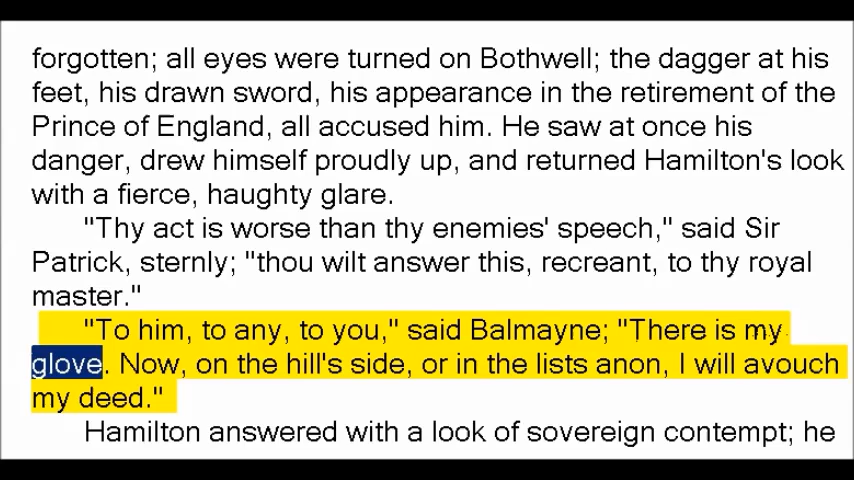 forgotten; all eyes were turned on Bothwell; the dagger at his
feet, his drawn sword, his appearance in the retirement of the
Prince of England, all accused him. He saw at once his
danger, drew himself proudly up, and returned Hamilton's look
with a fierce, haughty glare.
"Thy act is worse than thy enemies' speech," said Sir
Patrick, sternly; "thou wilt answer this, recreant, to thy royal
master."
"To him, to any, to you," said Balmayne; "There is my
glove. Now, on the hill's side, or in the lists anon, I will avouch
my deed."
Hamilton answered with a look of sovereign contempt; he